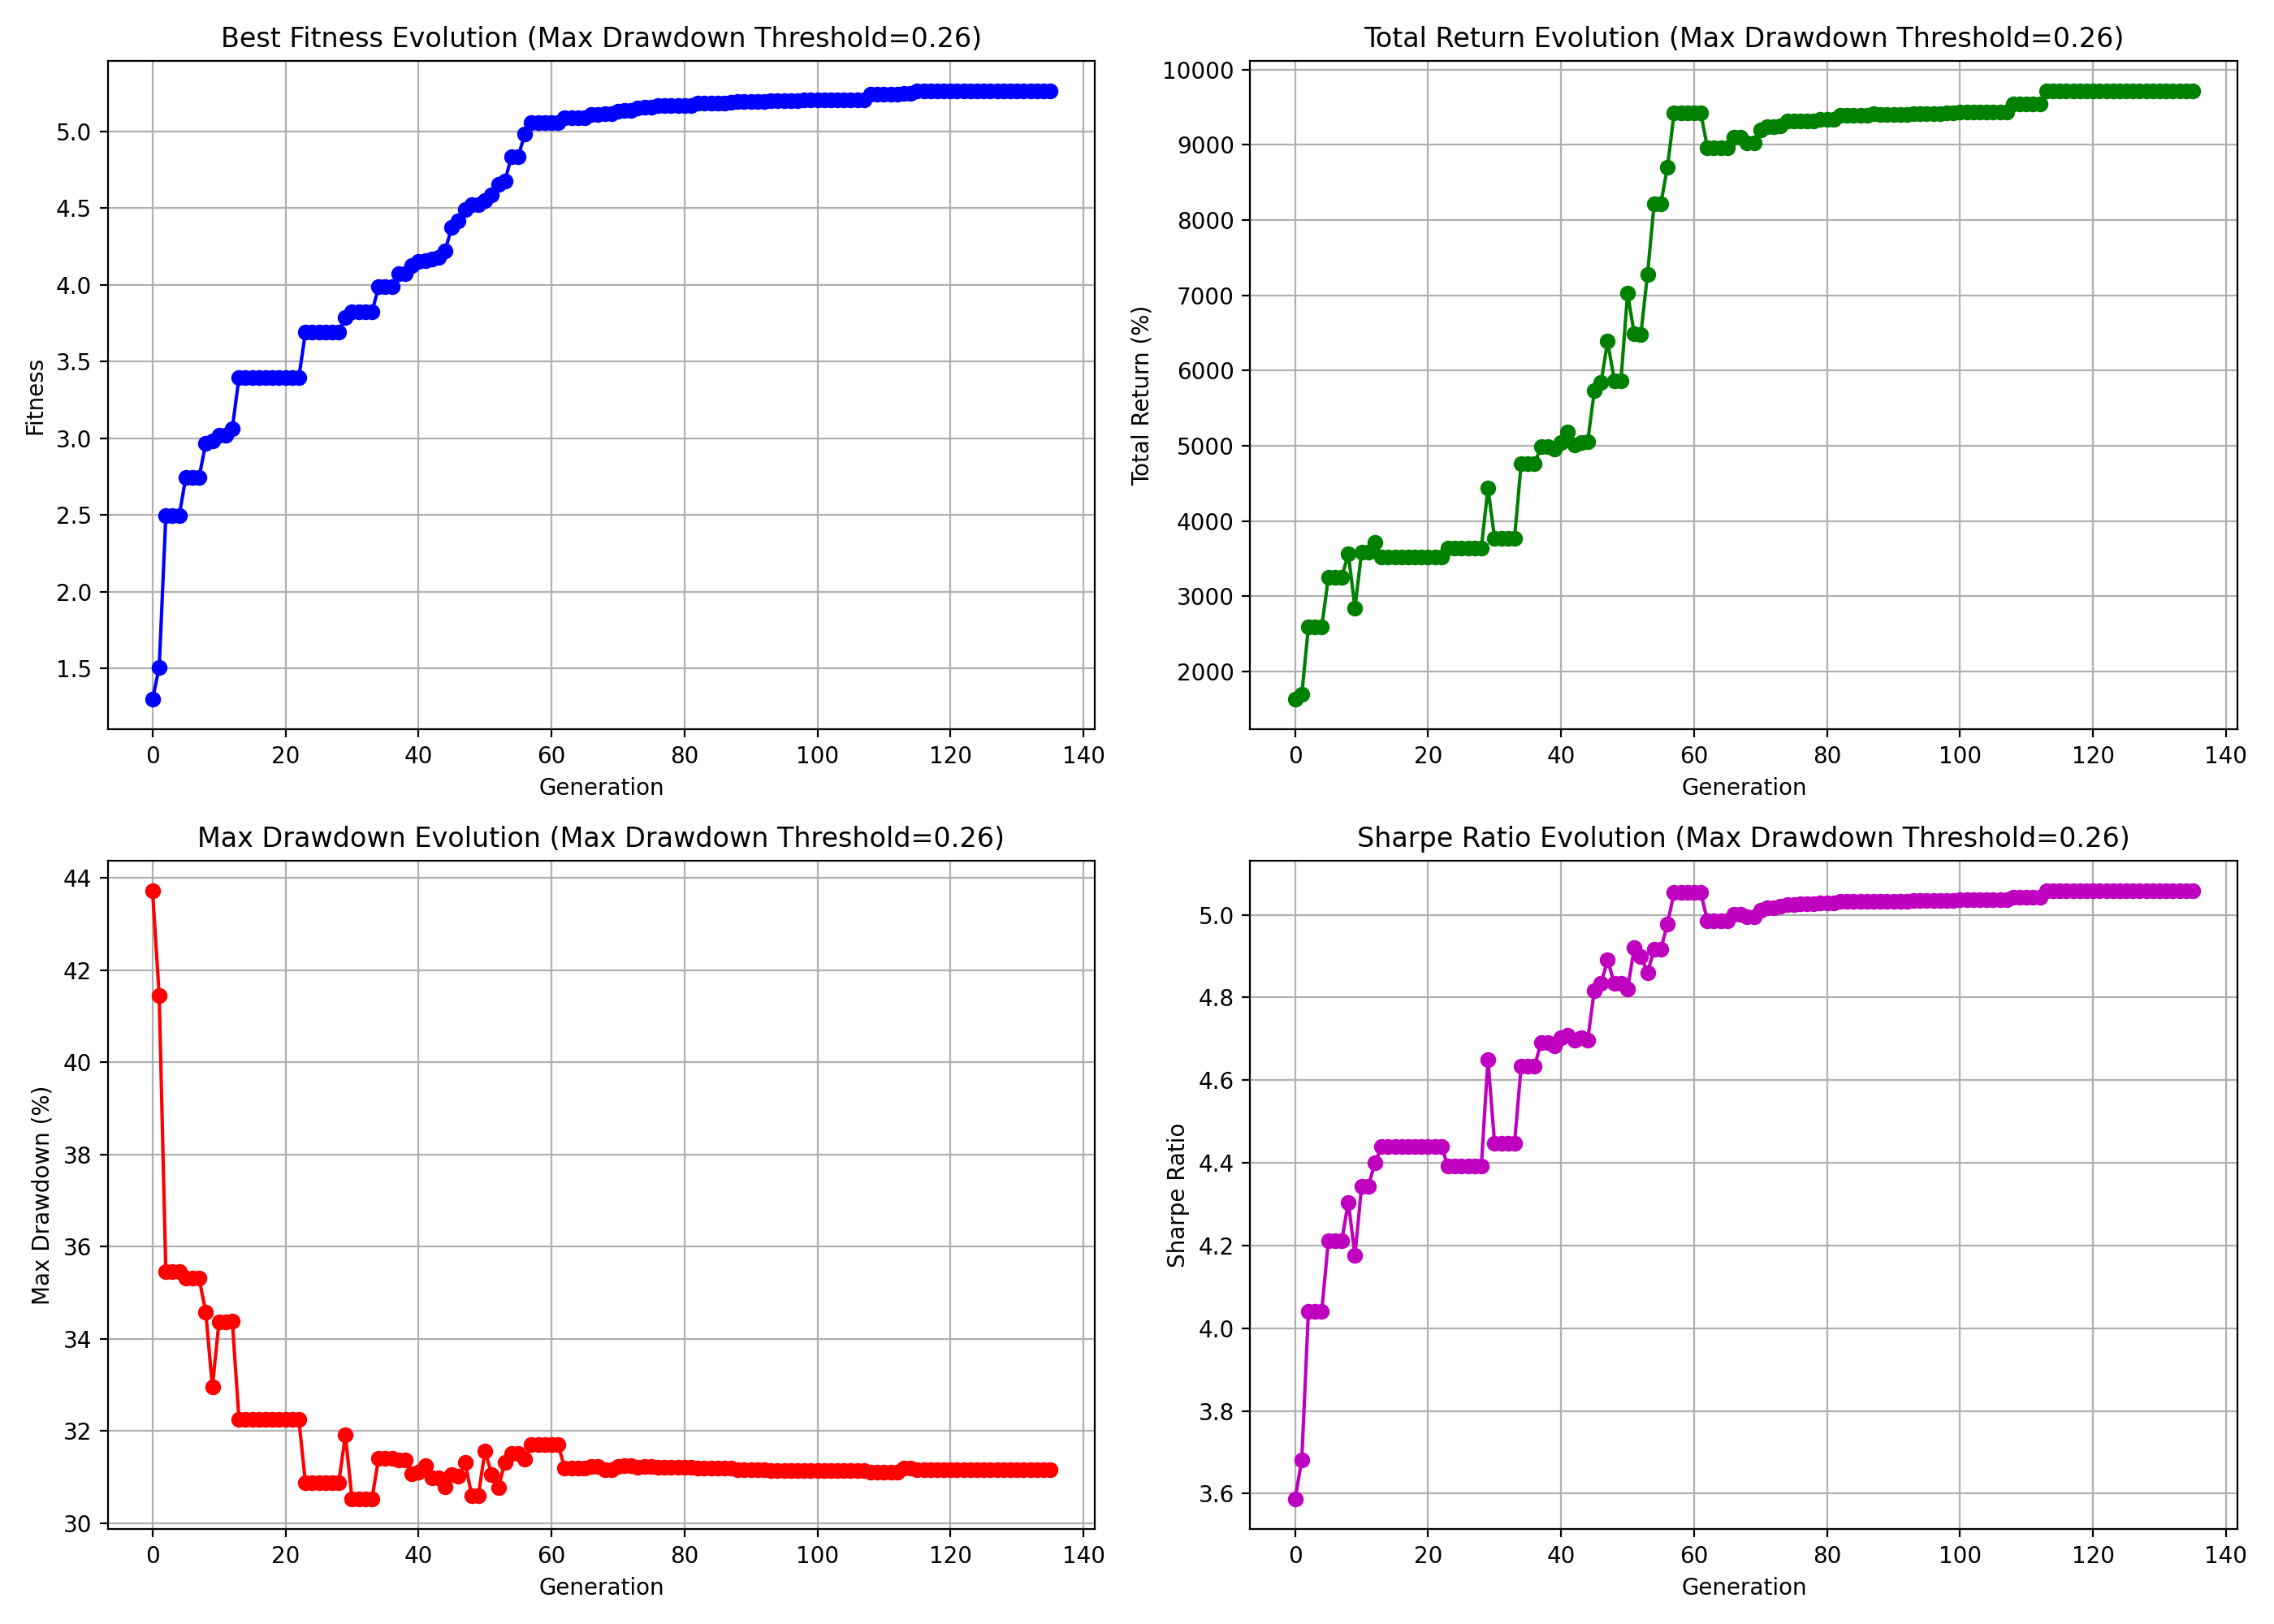 Best Fitness Evolution (Max Drawdown Threshold=0.26)
Fitness
5.0
4.5
4.0
3.5
3.0
2.5
2.0
1.5
0 20 40 60 80 100 120 140
Generation
Total Return Evolution (Max Drawdown Threshold=0.26)
Total Return (%)
10000
9000
8000
7000
6000
5000
4000
3000
2000
0 20 40 60 80 100 120 140
Generation
Max Drawdown Evolution (Max Drawdown Threshold=0.26)
Max Drawdown (%)
44
42
40
38
36
34
32
30
0 20 40 60 80 100 120 140
Generation
Sharpe Ratio Evolution (Max Drawdown Threshold=0.26)
Sharpe Ratio
5.0
4.8
4.6
4.4
4.2
4.0
3.8
3.6
0 20 40 60 80 100 120 140
Generation